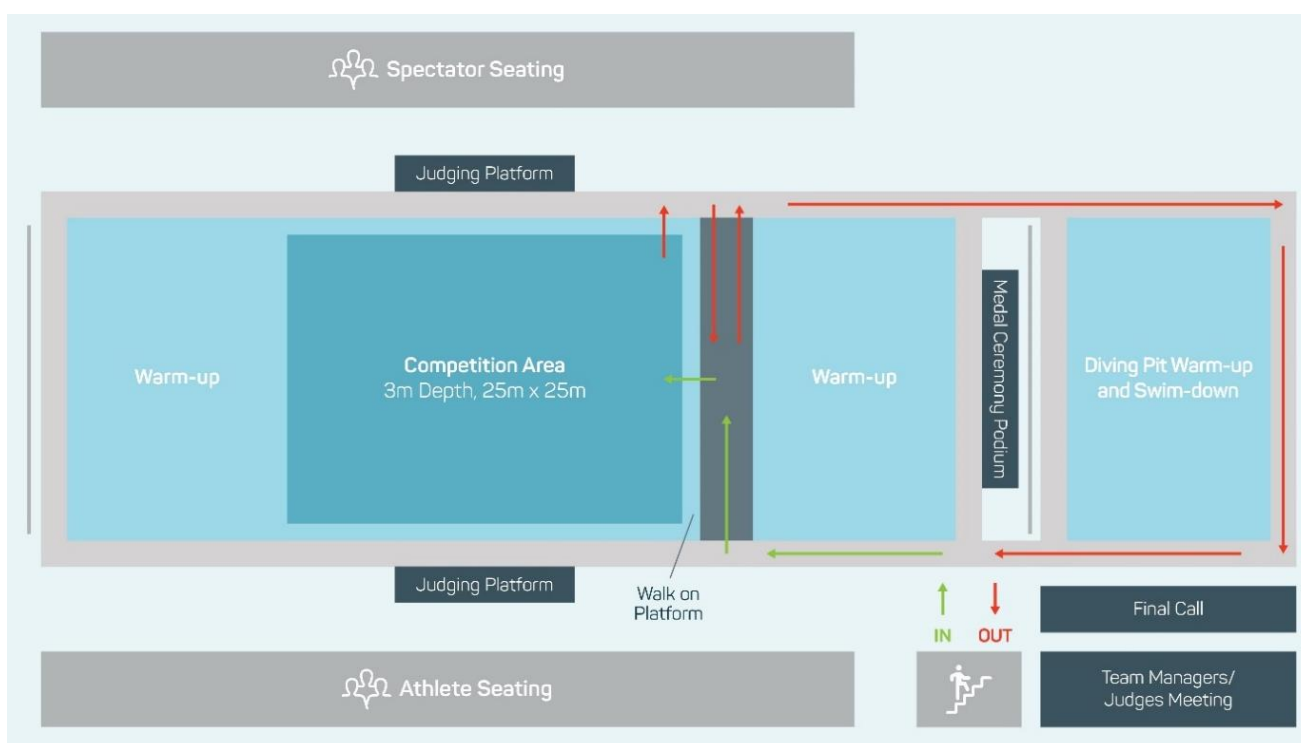 Spectator Seating
Judging Platform
Warm-up
Competition Area
3m Depth, 25m x 25m
Warm-up
Medal Ceremony Podium
Diving Pit Warm-up
and Swim-down
Judging Platform
Walk on
Platform
IN
OUT
Final Call
Athlete Seating
Team Managers/
Judges Meeting